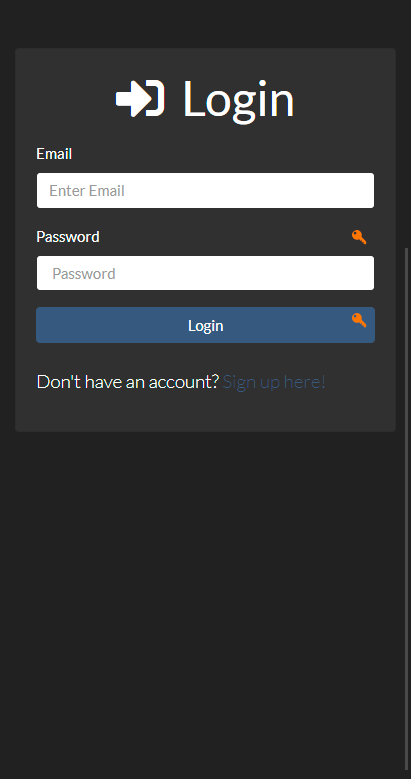 Login
Email
Enter Email
Password
Password
Login
Don't have an account? Sign up here!